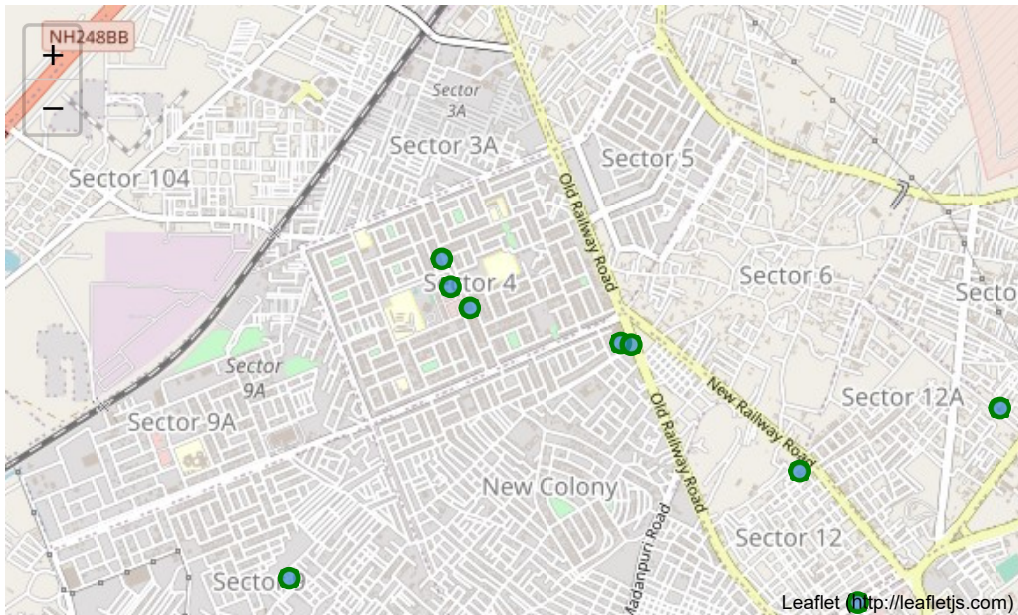 NH248BB
+
−
Sector
3A
Sector 3A
Sector 104
Sector 5
Old Railway Road
Sector 6
Sector 4
Secto
Sector
9A
Sector 9A
New Railway Road
Sector 12A
Old Railway Road
New Colony
Madanpuri Road
Sector 12
Sector
Leaflet (http://leafletjs.com)